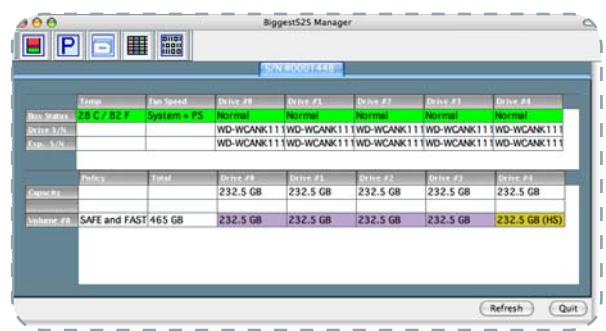 BiggestS2S Manager
P
S/N #0001448
Temp Fan Speed Drive #0 Drive #1 Drive #2 Drive #3 Drive #4
Box Status 28 C / 82 F System + PS Normal Normal Normal Normal Normal
Drive S/N WD-WCANK111 WD-WCANK111 WD-WCANK111 WD-WCANK111 WD-WCANK111
Exp. S/N WD-WCANK111 WD-WCANK111 WD-WCANK111 WD-WCANK111 WD-WCANK111
Policy Total Drive #0 Drive #1 Drive #2 Drive #3 Drive #4
Capacity 232.5 GB 232.5 GB 232.5 GB 232.5 GB 232.5 GB
Volume #0 SAFE and FAST 465 GB 232.5 GB 232.5 GB 232.5 GB 232.5 GB 232.5 GB (HS)
Refresh Quit